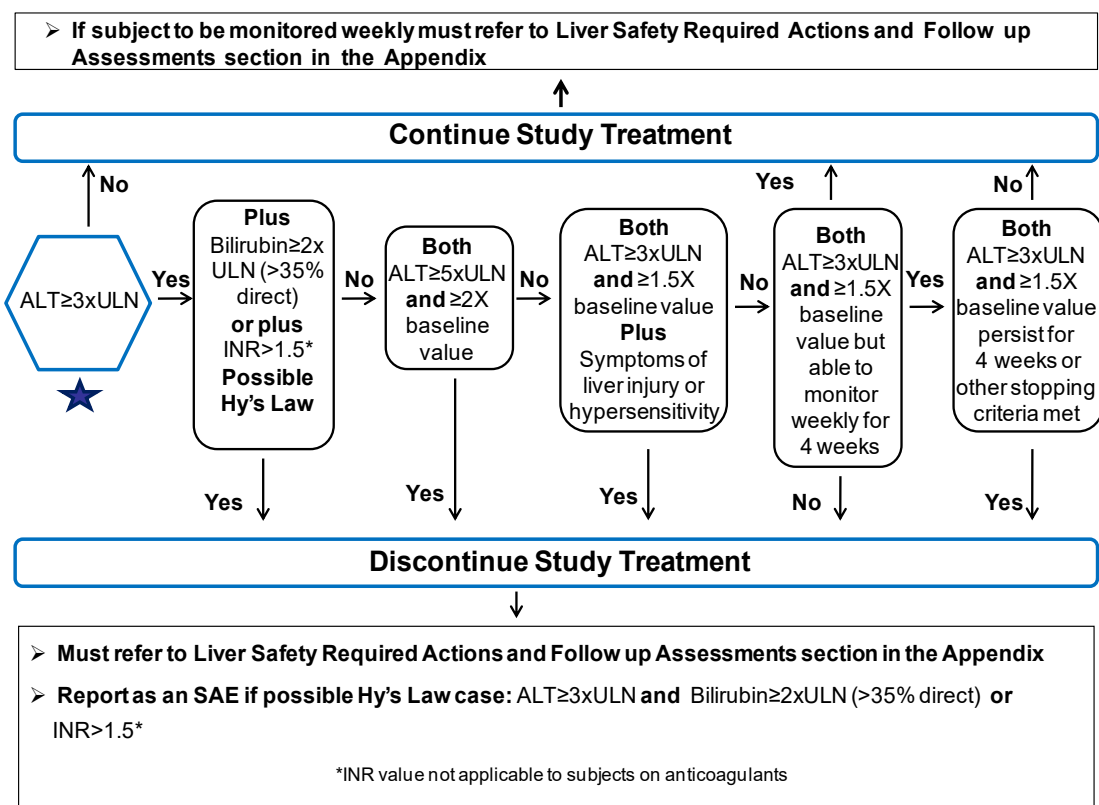 ➢ If subject to be monitored weekly must refer to Liver Safety Required Actions and Follow up
Assessments section in the Appendix
Continue Study Treatment
No
Yes
No
ALT≥3xULN
Yes
Plus
Bilirubin≥2x
ULN (>35%
direct)
or plus
INR>1.5*
Possible
Hy's Law
No
Both
ALT≥5xULN
and ≥2X
baseline
value
No
Both
ALT≥3xULN
and ≥1.5X
baseline value
Plus
Symptoms of
liver injury or
hypersensitivity
No
Both
ALT≥3xULN
and ≥1.5X
baseline
value but
able to
monitor
weekly for
4 weeks
Yes
Both
ALT≥3xULN
and ≥1.5X
baseline value
persist for
4 weeks or
other stopping
criteria met
Yes
Yes
Yes
No
Yes
Discontinue Study Treatment
➢ Must refer to Liver Safety Required Actions and Follow up Assessments section in the Appendix
➢ Report as an SAE if possible Hy's Law case: ALT≥3xULN and Bilirubin≥2xULN (>35% direct) or
INR>1.5*
*INR value not applicable to subjects on anticoagulants